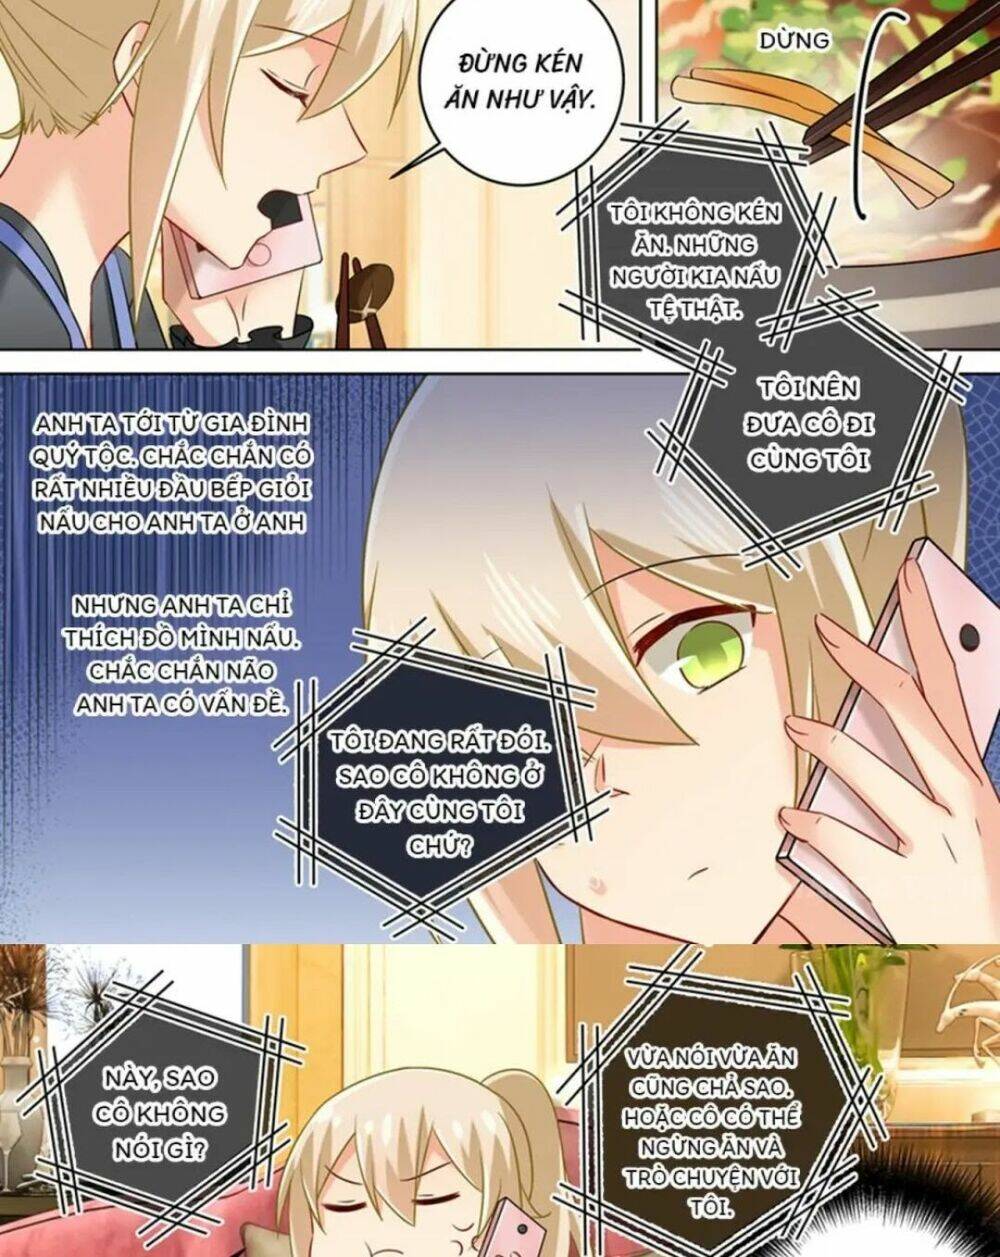 ĐỪNG KÉN
ĂN NHƯ VẬY.
DỪNG
TÔI KHÔNG KÉN
ĂN. NHỮNG
NGƯỜI KIA NẤU
TỆ THẬT.
TÔI NÊN
ĐƯA CÔ ĐI
CÙNG TÔI
ANH TA TỚI TỪ GIA ĐÌNH
QUÝ TỘC. CHẮC CHẮN CÓ
RẤT NHIỀU ĐẦU BẾP GIỎI
NẤU CHO ANH TA Ở ANH
NHƯNG ANH TA CHỈ
THÍCH ĐỒ MÌNH NẤU.
CHẮC CHẮN NÃO
ANH TA CÓ VẤN ĐỀ.
TÔI ĐANG RẤT ĐÓI.
SAO CÔ KHÔNG Ở
ĐÂY CÙNG TÔI
CHỨ?
NÀY, SAO
CÔ KHÔNG
NÓI GÌ?
VỪA NÓI VỪA ĂN
CŨNG CHẢ SAO.
HOẶC CÔ CÓ THỂ
NGỪNG ĂN VÀ
TRÒ CHUYỆN VỚI
TÔI.